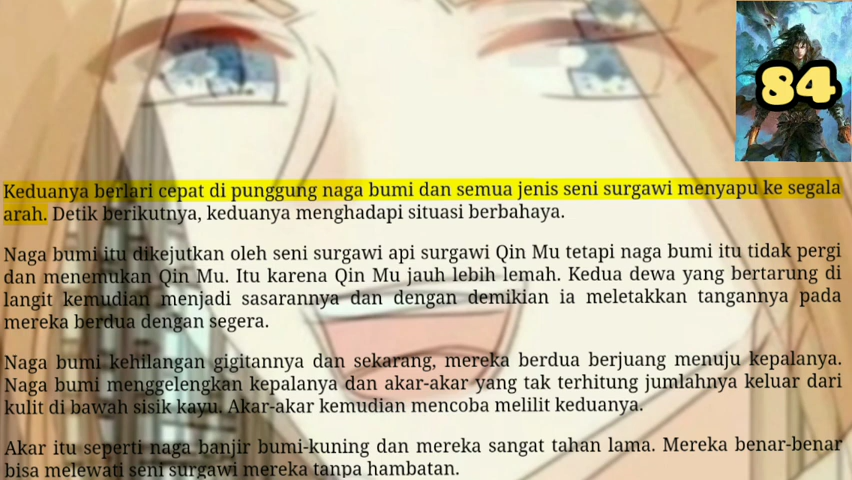 84
Keduanya berlari cepat di punggung naga bumi dan semua jenis seni surgawi menyapu ke segala
arah. Detik berikutnya, keduanya menghadapi situasi berbahaya.
Naga bumi itu dikejutkan oleh seni surgawi api surgawi Qin Mu tetapi naga bumi itu tidak pergi
dan menemukan Qin Mu. Itu karena Qin Mu jauh lebih lemah. Kedua dewa yang bertarung di
langit kemudian menjadi sasarannya dan dengan demikian ia meletakkan tangannya pada
mereka berdua dengan segera.
Naga bumi kehilangan gigitannya dan sekarang, mereka berdua berjuang menuju kepalanya.
Naga bumi menggelengkan kepalanya dan akar-akar yang tak terhitung jumlahnya keluar dari
kulit di bawah sisik kayu. Akar-akar kemudian mencoba melilit keduanya.
Akar itu seperti naga banjir bumi-kuning dan mereka sangat tahan lama. Mereka benar-benar
bisa melewati seni surgawi mereka tanpa hambatan.